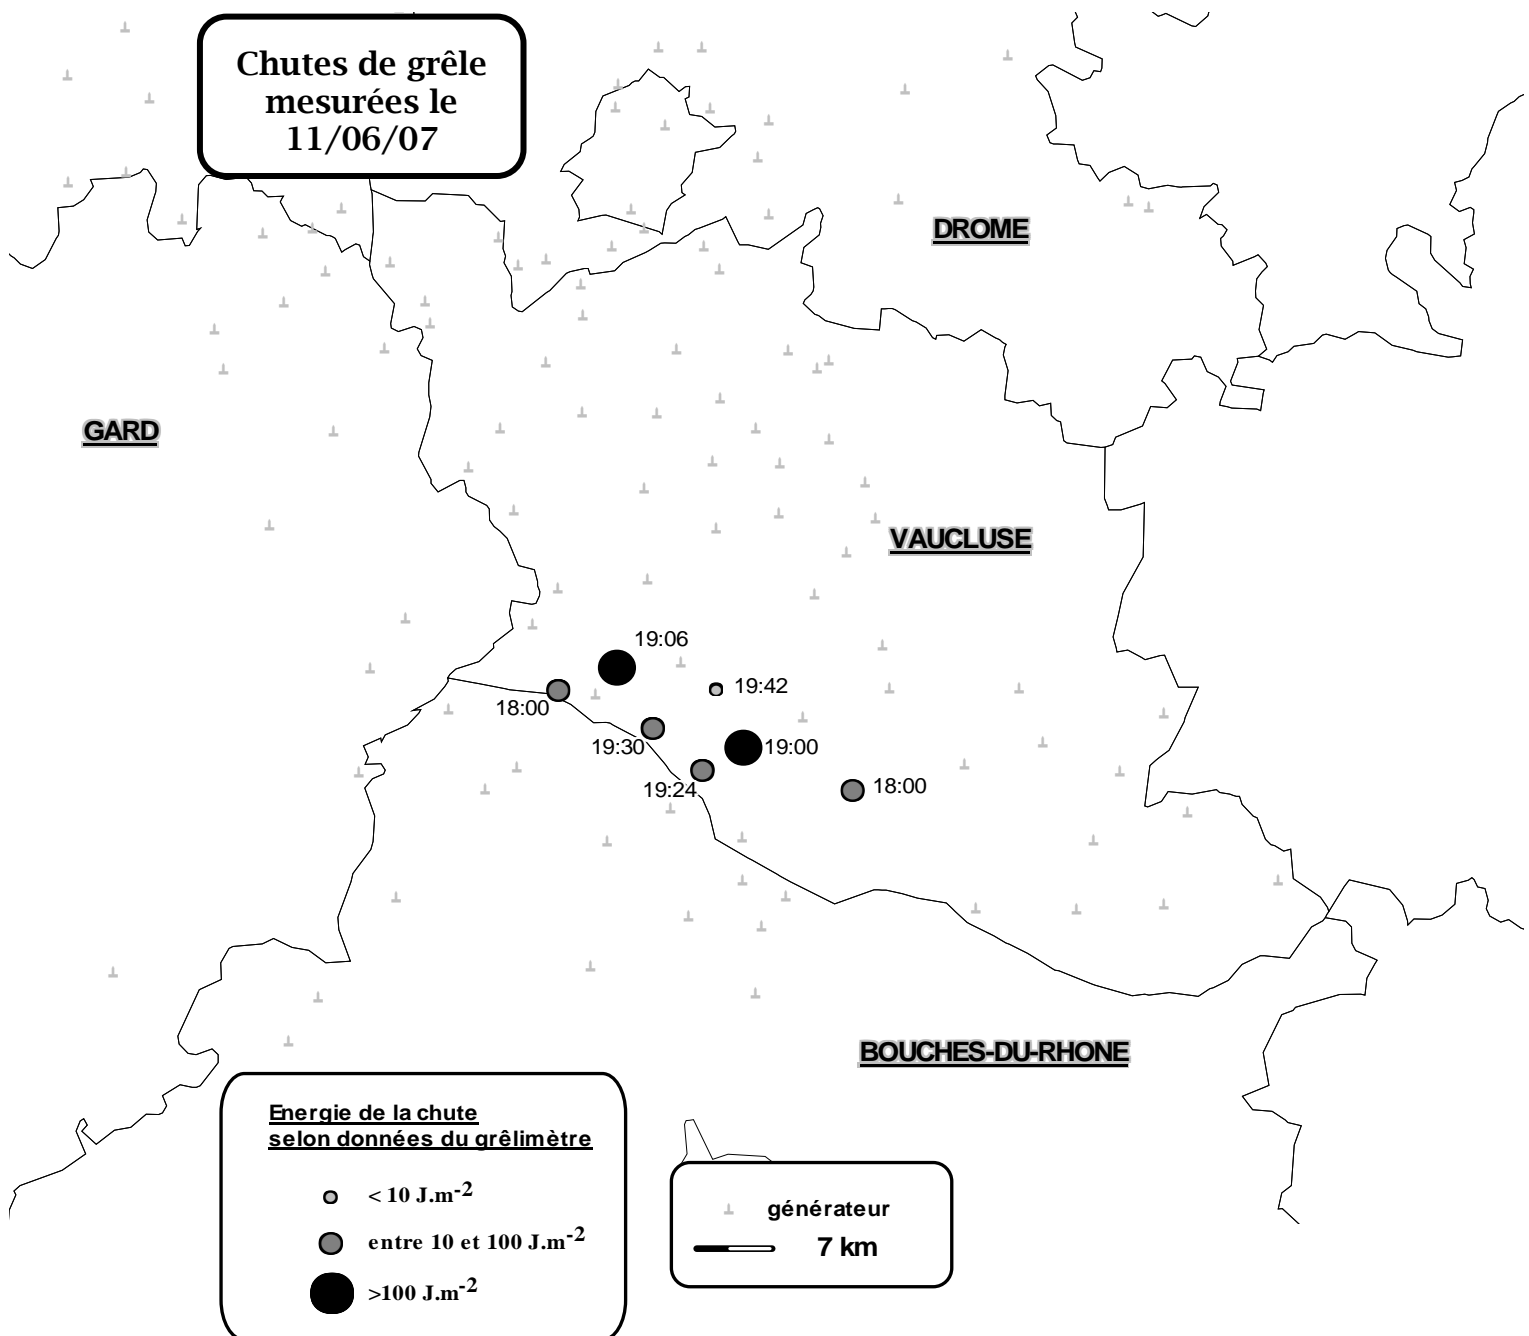 Chutes de grêle
mesurées le
11/06/07
DROME
GARD
VAUCLUSE
19:06
19:42
18:00
19:30
19:00
19:24
18:00
BOUCHES-DU-RHONE
Energie de la chute
selon données du grêlimètre
< 10 J.m-2
entre 10 et 100 J.m-2
>100 J.m-2
générateur
7 km